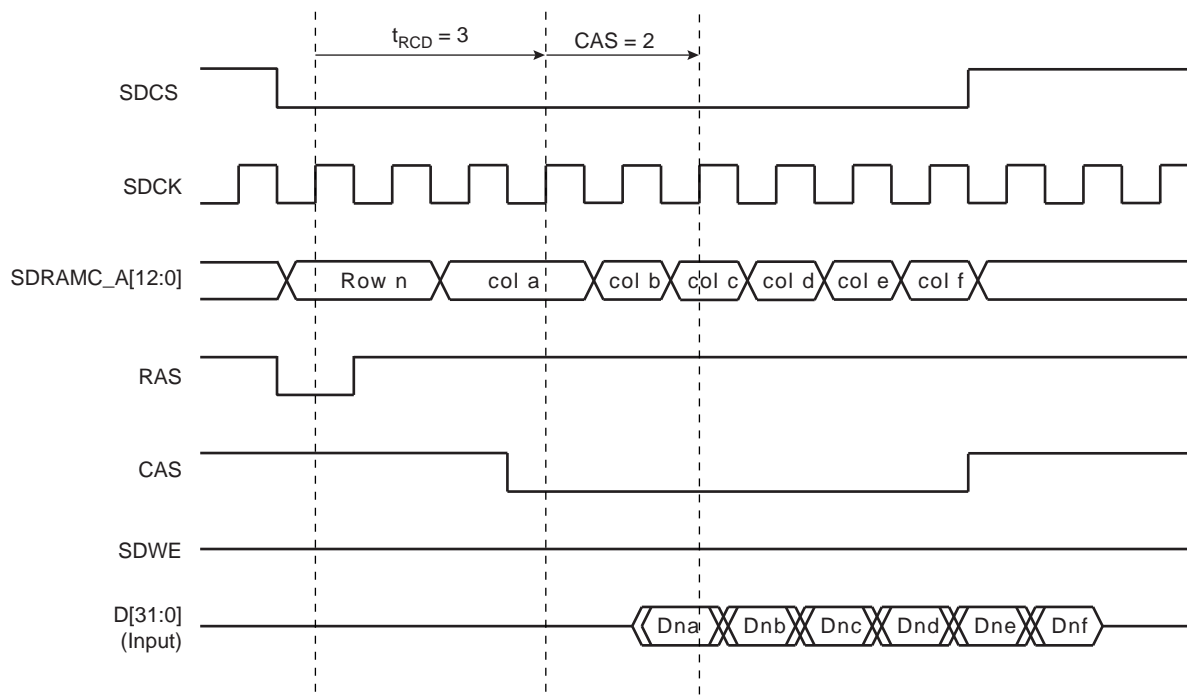 t_RCD = 3
CAS = 2
SDCS
SDCK
SDRAMC_A[12:0]
Row n
col a
col b
col c
col d
col e
col f
RAS
CAS
SDWE
D[31:0]
(Input)
Dna
Dnb
Dnc
Dnd
Dne
Dnf